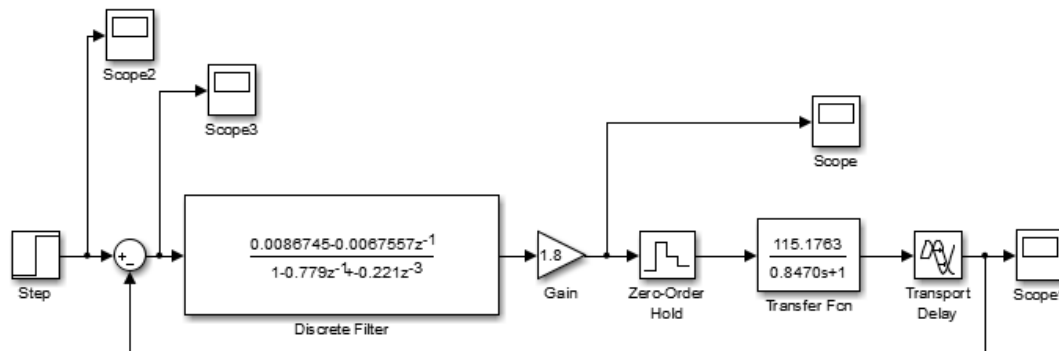 Scope2
Scope3
Scope
0.0086745-0.0067557z⁻¹
1-0.779z⁻¹+-0.221z⁻³
1.8
115.1763
0.8470s+1
+
−
Step
Discrete Filter
Gain
Zero-Order
Hold
Transfer Fcn
Transport
Delay